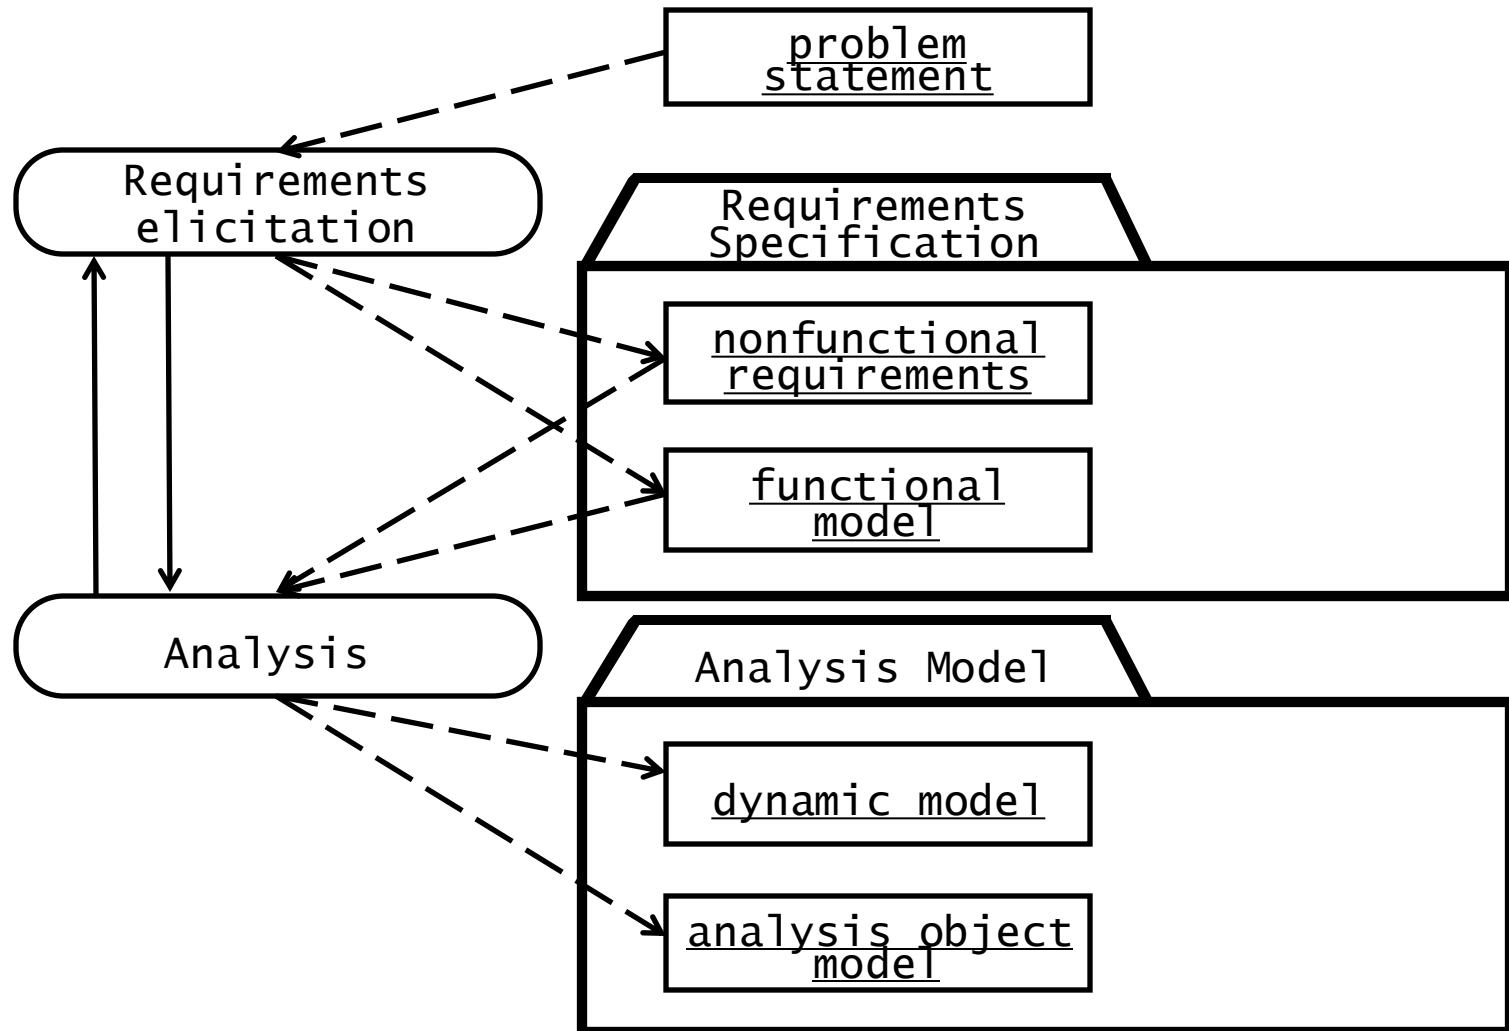 problem
statement
Requirements
elicitation
Requirements
Specification
nonfunctional
requirements
functional
model
Analysis
Analysis Model
dynamic model
analysis object
model